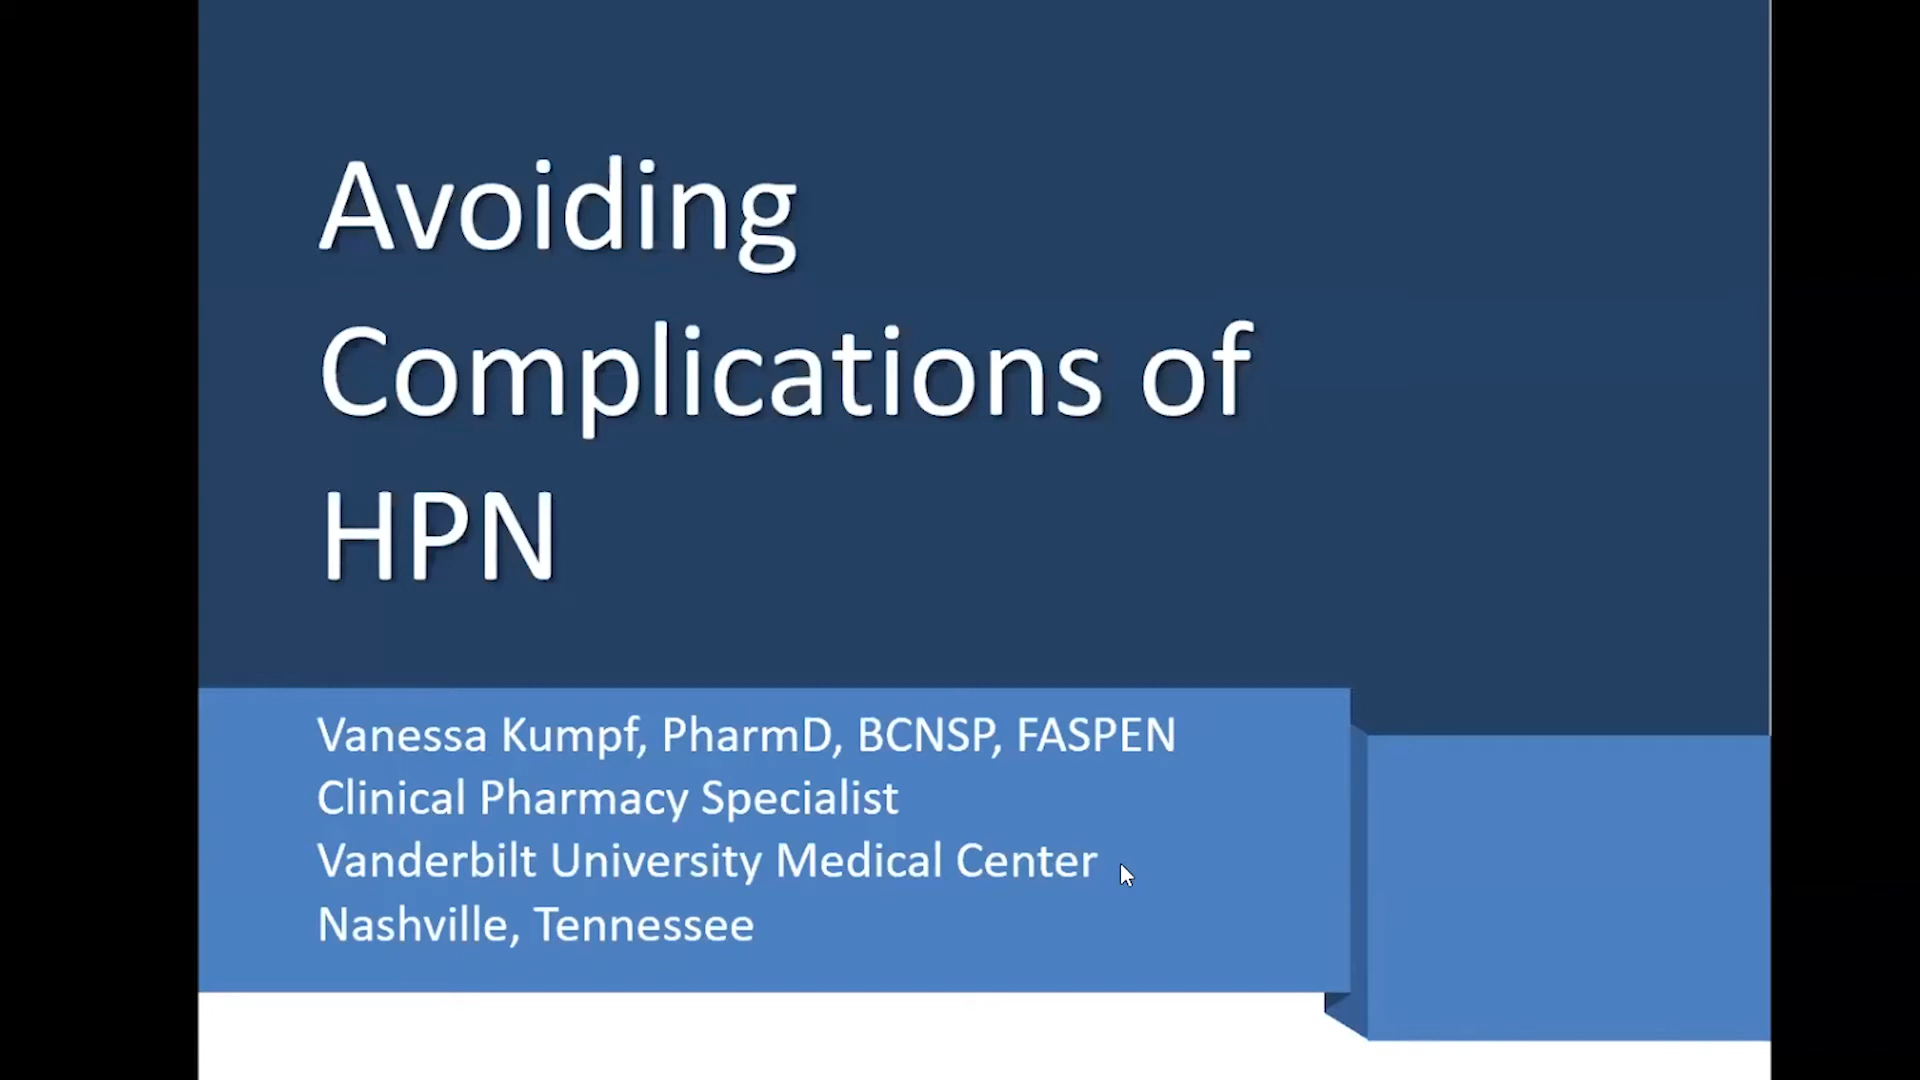 Avoiding
Complications of
HPN
Vanessa Kumpf, PharmD, BCNSP, FASPEN
Clinical Pharmacy Specialist
Vanderbilt University Medical Center
Nashville, Tennessee